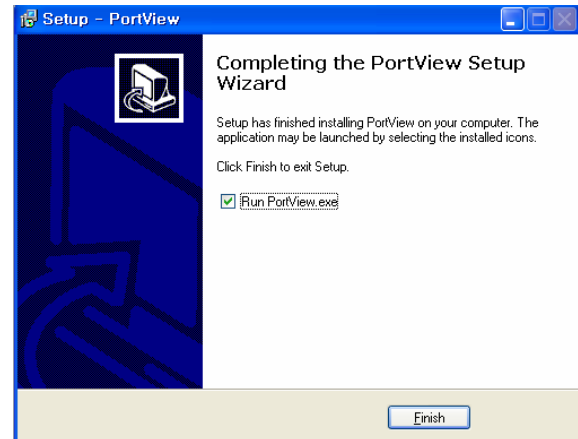 Setup - PortView
Completing the PortView Setup
Wizard
Setup has finished installing PortView on your computer. The
application may be launched by selecting the installed icons.
Click Finish to exit Setup.
Run PortView.exe
Finish